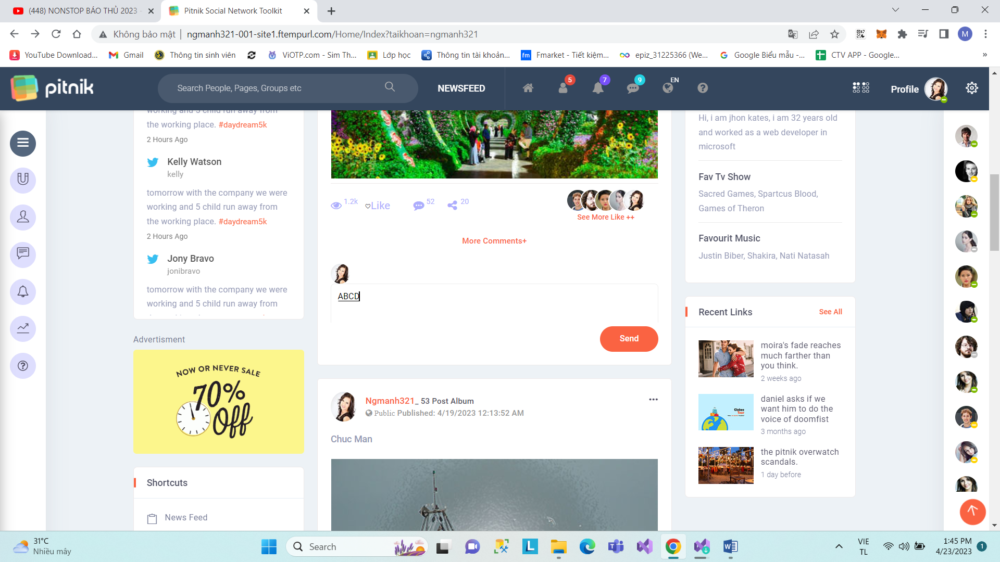 (448) NONSTOP BÁO THỦ 2023 -
Pitnik Social Network Toolkit
Không bảo mật
ngmanh321-001-site1.ftempurl.com/Home/Index?taikhoan=ngmanh321
M
YouTube Download...
Gmail
Thông tin sinh viên
ViOTP.com - Sim Th...
Lớp học
Thông tin tài khoản...
fm
Fmarket - Tiết kiệm...
epiz_31225366 (We...
Google Biểu mẫu -...
CTV APP - Google...
»
pitnik
Search People, Pages, Groups etc
NEWSFEED
5
7
9
EN
Profile
working and 5 child run away from
the working place. #daydream5k
2 Hours Ago
Kelly Watson
kelly
tomorrow with the company we were
working and 5 child run away from
the working place. #daydream5k
2 Hours Ago
Jony Bravo
jonibravo
tomorrow with the company we were
working and 5 child run away from
Advertisment
NOW OR NEVER SALE
70%
Off
Shortcuts
News Feed
1.2k
Like
52
20
See More Like ++
More Comments+
ABCD
Send
Ngmanh321_ 53 Post Album
Public Published: 4/19/2023 12:13:52 AM
Chuc Man
Hi, i am jhon kates, i am 32 years old
and worked as a web developer in
microsoft
Fav Tv Show
Sacred Games, Spartcus Blood,
Games of Theron
Favourit Music
Justin Biber, Shakira, Nati Natasah
Recent Links
See All
moira's fade reaches
much farther than
you think.
2 weeks ago
Globee
Tour
daniel asks if we
want him to do the
voice of doomfist
3 months ago
the pitnik overwatch
scandals.
1 day before
31°C
Nhiều mây
Search
L
VIE
TL
1:45 PM
4/23/2023
1